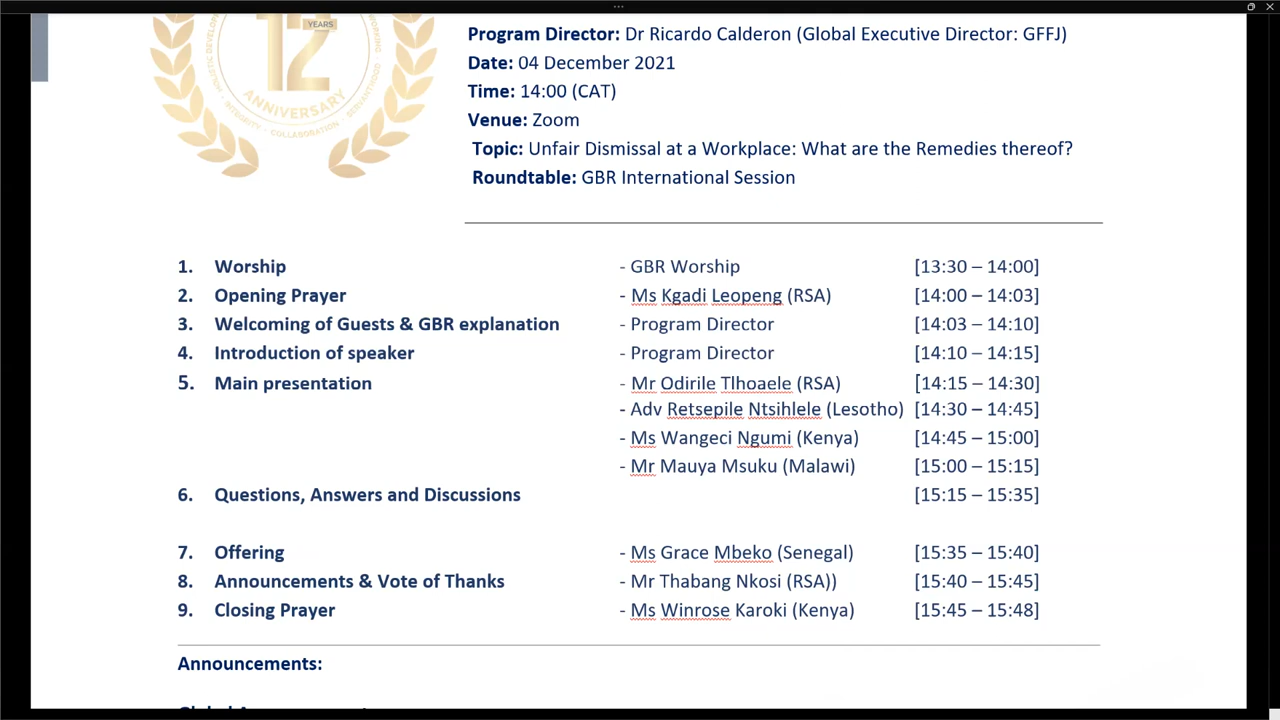 YEARS
12
ANNIVERSARY
INTEGRITY - COLLABORATION - SERVANTHOOD
Program Director: Dr Ricardo Calderon (Global Executive Director: GFFJ)
Date: 04 December 2021
Time: 14:00 (CAT)
Venue: Zoom
Topic: Unfair Dismissal at a Workplace: What are the Remedies thereof?
Roundtable: GBR International Session
1. Worship - GBR Worship [13:30 – 14:00]
2. Opening Prayer - Ms Kgadi Leopeng (RSA) [14:00 – 14:03]
3. Welcoming of Guests & GBR explanation - Program Director [14:03 – 14:10]
4. Introduction of speaker - Program Director [14:10 – 14:15]
5. Main presentation - Mr Odirile Tlhoaele (RSA) [14:15 – 14:30]
- Adv Retsepile Ntsihlele (Lesotho) [14:30 – 14:45]
- Ms Wangeci Ngumi (Kenya) [14:45 – 15:00]
- Mr Mauya Msuku (Malawi) [15:00 – 15:15]
6. Questions, Answers and Discussions [15:15 – 15:35]
7. Offering - Ms Grace Mbeko (Senegal) [15:35 – 15:40]
8. Announcements & Vote of Thanks - Mr Thabang Nkosi (RSA)) [15:40 – 15:45]
9. Closing Prayer - Ms Winrose Karoki (Kenya) [15:45 – 15:48]
Announcements: